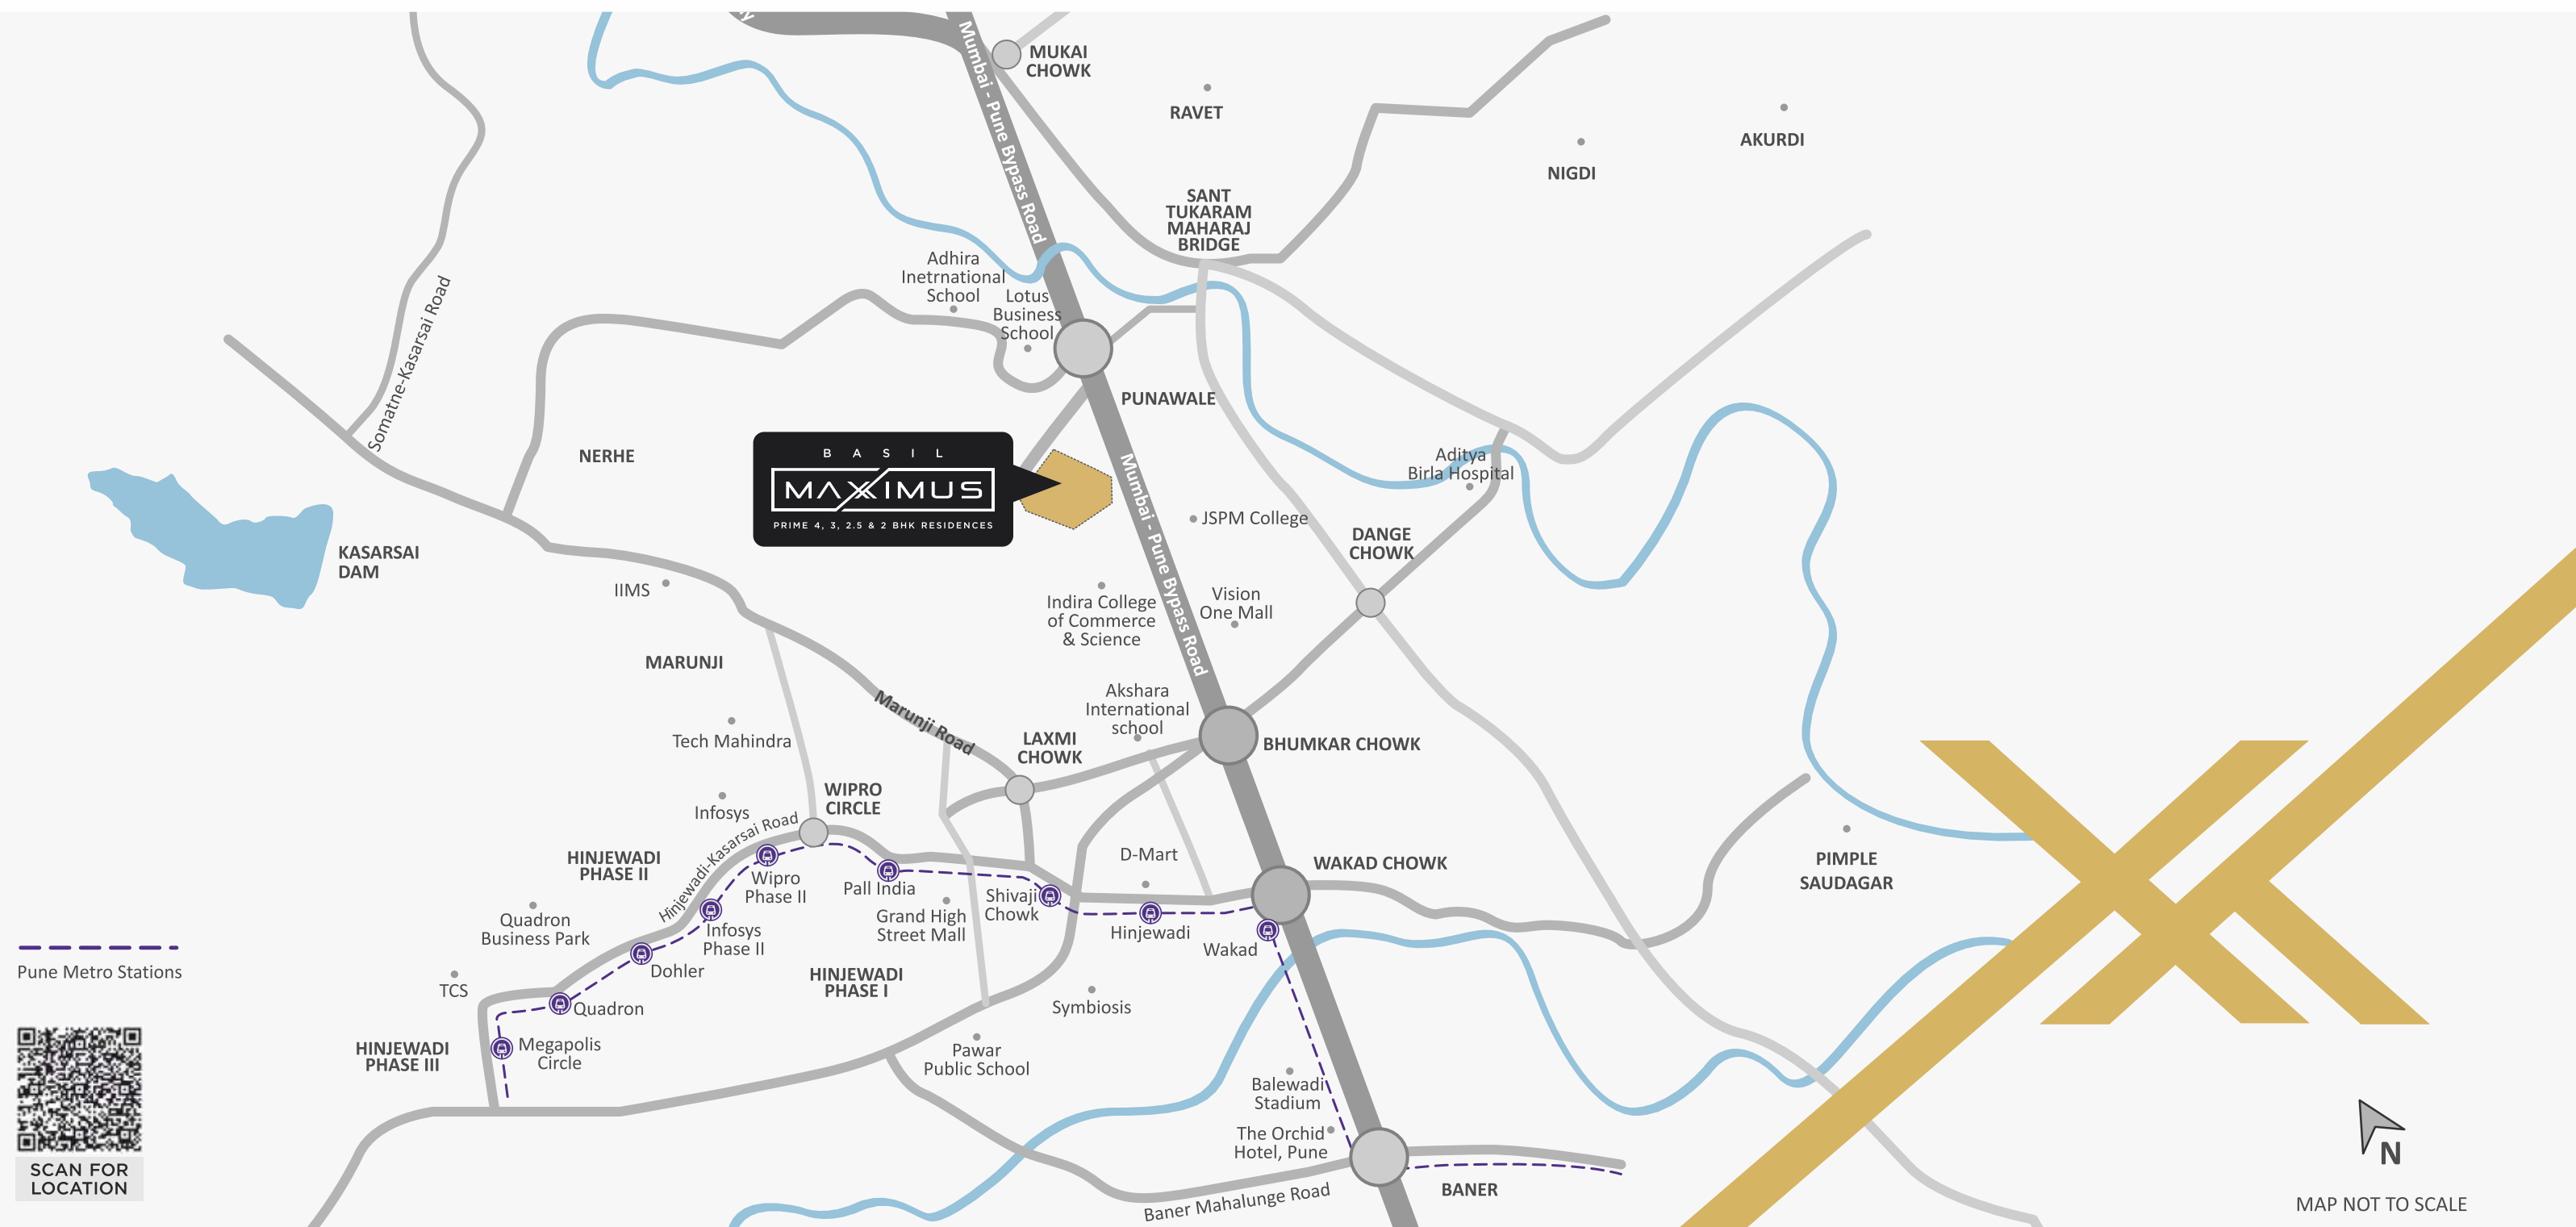 Mumbai - Pune Bypass Road
MUKAI
CHOWK
RAVET
AKURDI
NIGDI
SANT
TUKARAM
MAHARAJ
BRIDGE
Adhira
Inetrnational
School
Lotus
Business
School
Somatne-Kasarsai Road
PUNAWALE
NERHE
BASIL
MAXIMUS
PRIME 4, 3, 2.5 & 2 BHK RESIDENCES
Aditya
Birla Hospital
Mumbai - Pune Bypass Road
JSPM College
DANGE
CHOWK
KASARSAI
DAM
IIMS
Indira College
of Commerce
& Science
Vision
One Mall
MARUNJI
Marunji Road
Akshara
International
school
Tech Mahindra
LAXMI
CHOWK
BHUMKAR CHOWK
WIPRO
CIRCLE
Infosys
Hinjewadi-Kasarsai Road
HINJEWADI
PHASE II
D-Mart
WAKAD CHOWK
PIMPLE
SAUDAGAR
Wipro
Phase II
Pall India
Shivaji
Chowk
Grand High
Street Mall
Quadron
Business Park
Infosys
Phase II
Hinjewadi
Wakad
Pune Metro Stations
Dohler
HINJEWADI
PHASE I
TCS
Quadron
Symbiosis
HINJEWADI
PHASE III
Megapolis
Circle
Pawar
Public School
Balewadi
Stadium
The Orchid
Hotel, Pune
BANER
Baner Mahalunge Road
SCAN FOR
LOCATION
N
MAP NOT TO SCALE